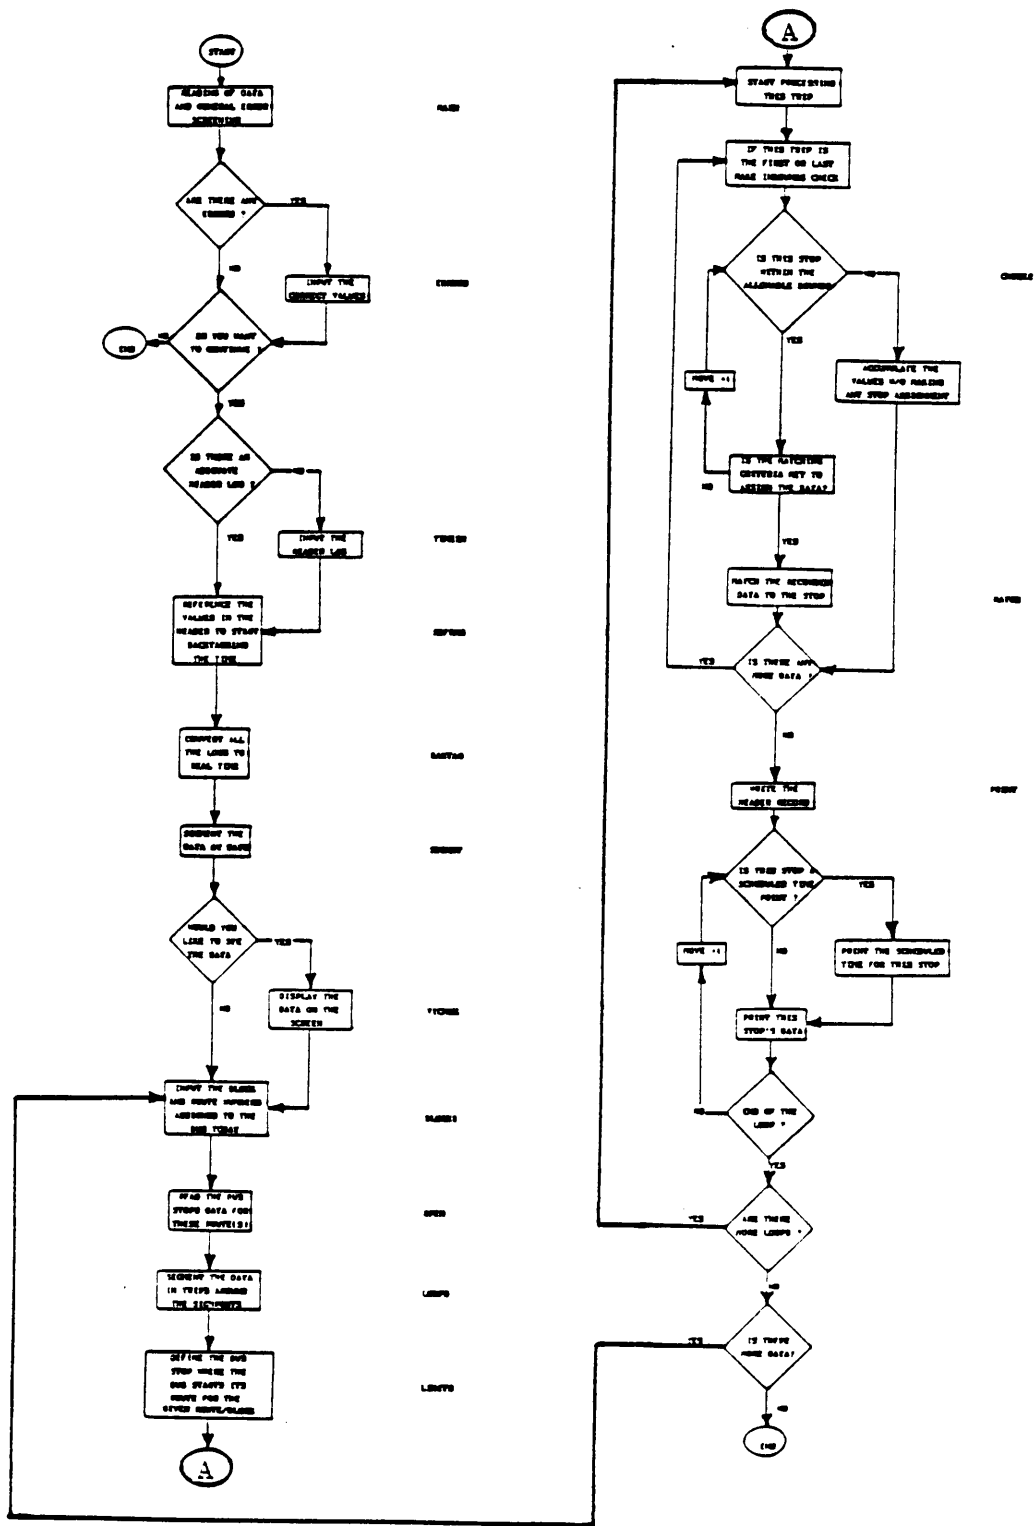 START
READING OF DATA
AND GENERAL ERROR
SCREENING
ARE THERE ANY
ERRORS ?
YES
NO
INPUT THE
CORRECT VALUES
ERRORS
DO YOU WANT
TO CONTINUE ?
NO
END
YES
IS THERE AN
ADEQUATE
HEADER LOG ?
NO
YES
INPUT THE
HEADER LOG
REFERENCE THE
VALUES IN THE
HEADER TO START
BACKTAGGING
THE TIME
CONVERT ALL
THE LOGS TO
REAL TIME
SEGMENT THE
DATA BY DATE
WOULD YOU
LIKE TO SEE
THE DATA
YES
NO
DISPLAY THE
DATA ON THE
SCREEN
INPUT THE BLOCK
AND ROUTE NUMBERS
ASSIGNED TO THE
BUS TODAY
READ THE BUS
STOPS DATA FOR
THESE ROUTE(S)
LOOPS
SEGMENT THE DATA
IN TRIPS AROUND
THE SIGNPOSTS
DEFINE THE BUS
STOP WHERE THE
BUS STARTS ITS
ROUTE FOR THE
GIVEN ROUTE/BLOCK
LIMITS
A
A
START PROCESSING
THIS TRIP
IF THIS TRIP IS
THE FIRST OR LAST
MAKE INBOUNDS CHECK
IS THIS STOP
WITHIN THE
ALLOWABLE BOUNDS
YES
MOVE +1
ACCUMULATE THE
VALUES W/O MAKING
ANY STOP ASSIGNMENT
IS THE MATCHING
CRITERIA MET TO
ASSIGN THE DATA?
NO
YES
MATCH THE RECORDED
DATA TO THE STOP
MATCH
IS THERE ANY
MORE DATA ?
YES
NO
WRITE THE
HEADER RECORD
PRINT
IS THIS STOP A
SCHEDULED TIME
POINT ?
YES
NO
MOVE +1
PRINT THE SCHEDULED
TIME FOR THIS STOP
PRINT THIS
STOP'S DATA
END OF THE
LOOP ?
NO
YES
ARE THERE
MORE LOOPS ?
YES
NO
IS THERE
MORE DATA?
YES
NO
END